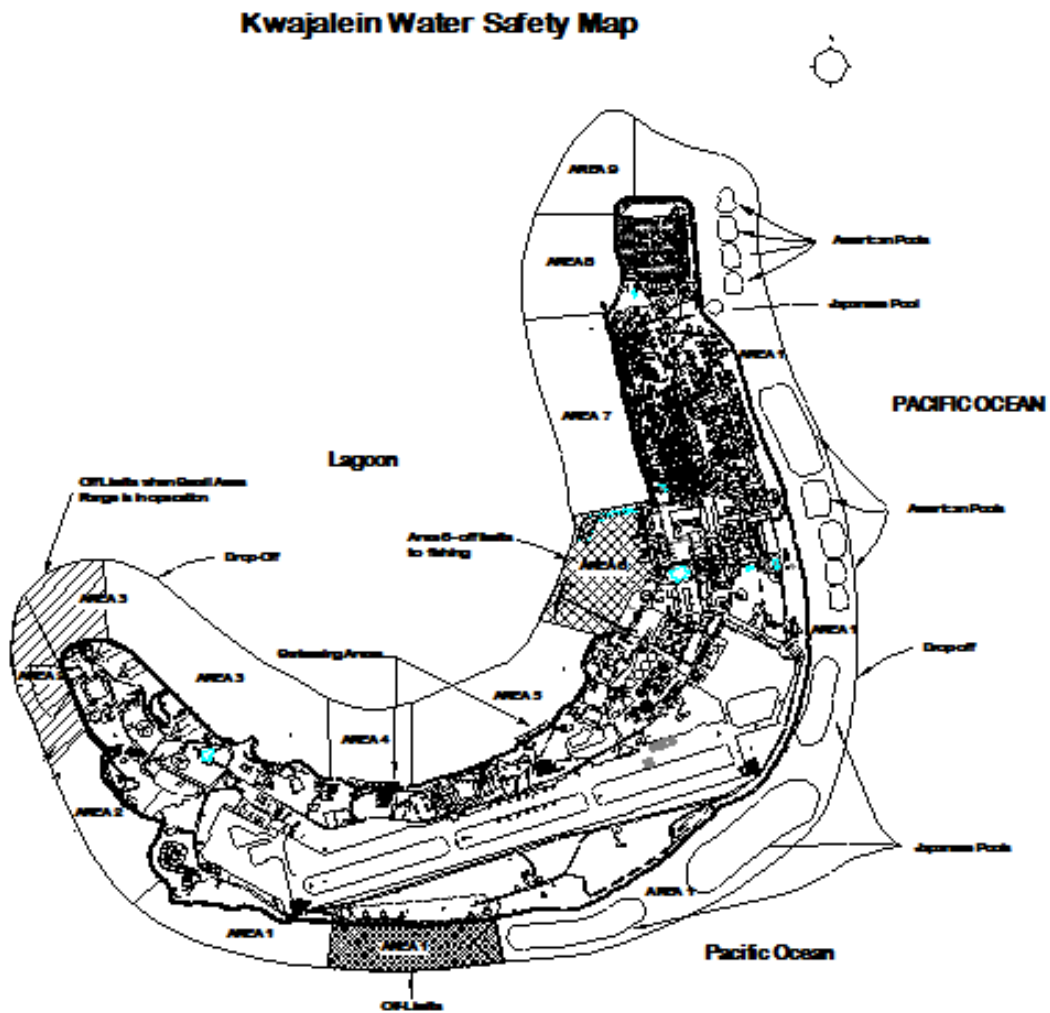 Kwajalein Water Safety Map
AREA 9
American Pools
AREA 8
Japanese Pool
AREA 1
PACIFIC OCEAN
AREA 7
Lagoon
Off Limits when Small Arms
Range is in operation
American Pools
Area 6- off limits
to fishing
Drop-Off
AREA 6
AREA 3
AREA 1
Drop off
Swimming Areas
AREA 2
AREA 3
AREA 5
AREA 4
AREA 2
Japanese Pools
AREA 1
AREA 1
AREA 1
Pacific Ocean
Off-Limits